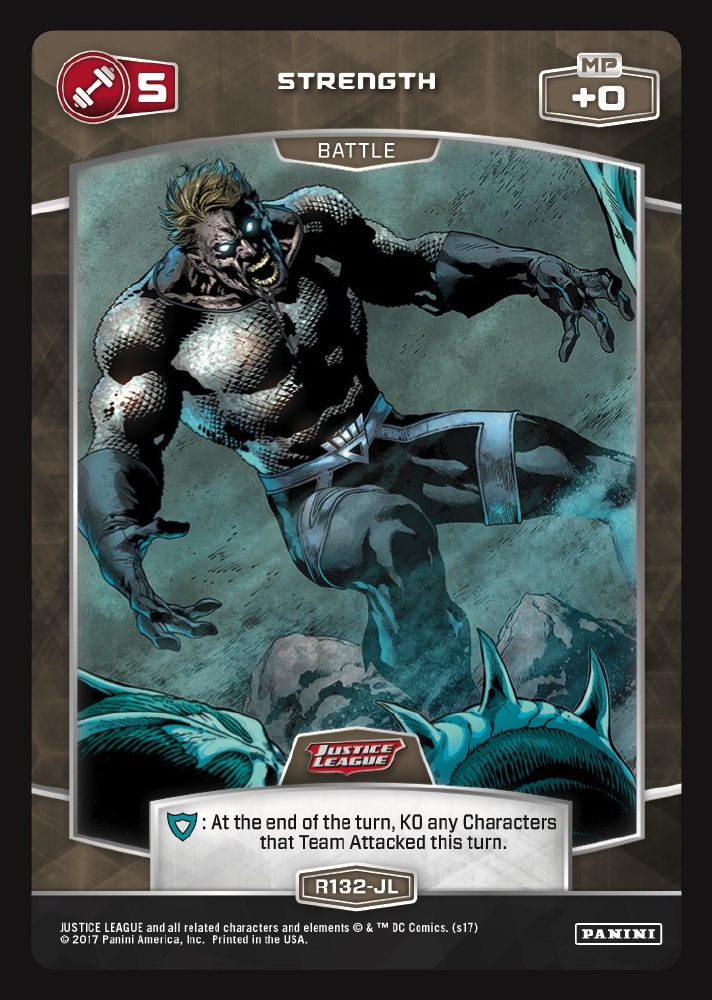 5
STRENGTH
MP
+0
BATTLE
JUSTICE
LEAGUE
: At the end of the turn, KO any Characters
that Team Attacked this turn.
R132-JL
JUSTICE LEAGUE and all related characters and elements © & ™ DC Comics. (s17)
© 2017 Panini America, Inc. Printed in the USA.
PANINI